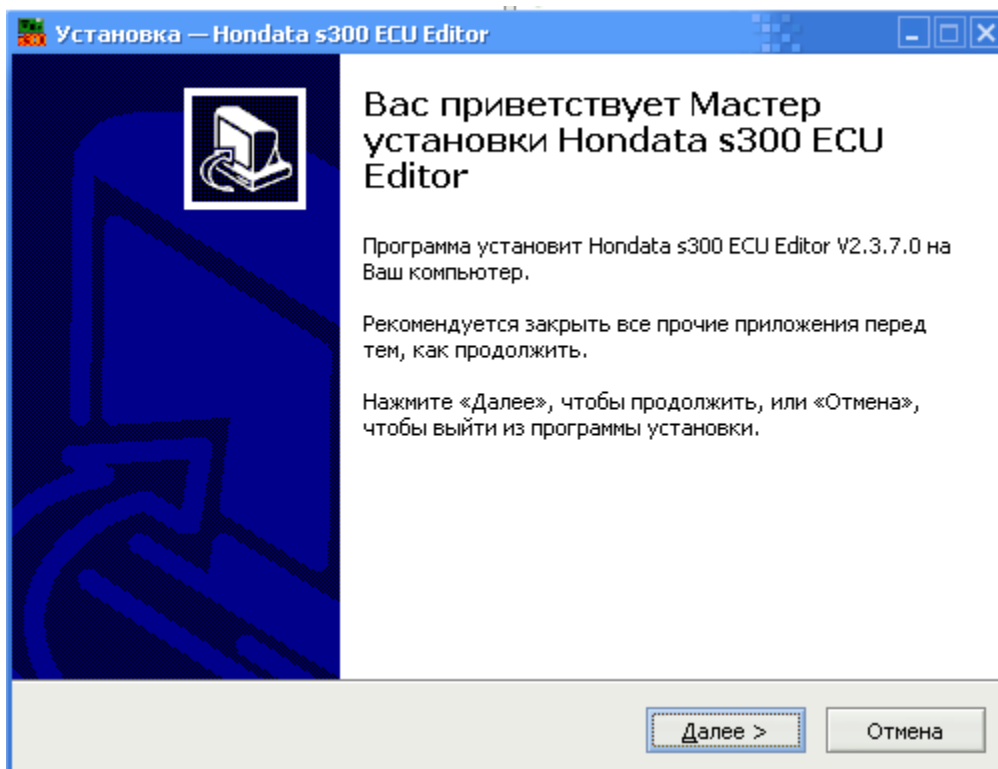 Установка — Hondata s300 ECU Editor
Вас приветствует Мастер
установки Hondata s300 ECU
Editor
Программа установит Hondata s300 ECU Editor V2.3.7.0 на
Ваш компьютер.
Рекомендуется закрыть все прочие приложения перед
тем, как продолжить.
Нажмите «Далее», чтобы продолжить, или «Отмена»,
чтобы выйти из программы установки.
Далее >
Отмена